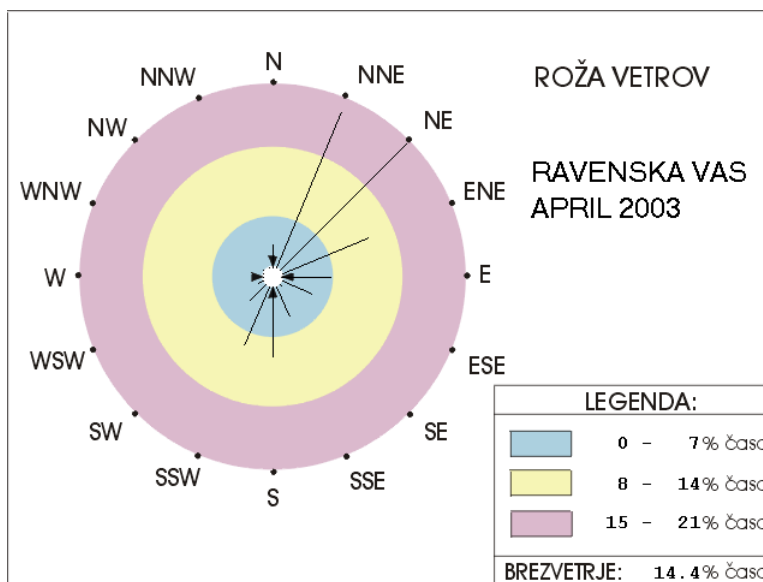 ROŽA VETROV
RAVENSKA VAS
APRIL 2003
N
NNE
NE
ENE
E
ESE
SE
SSE
S
SSW
SW
WSW
W
WNW
NW
NNW
LEGENDA:
0 - 7% časa
8 - 14% časa
15 - 21% časa
BREZVETRJE: 14.4% časa